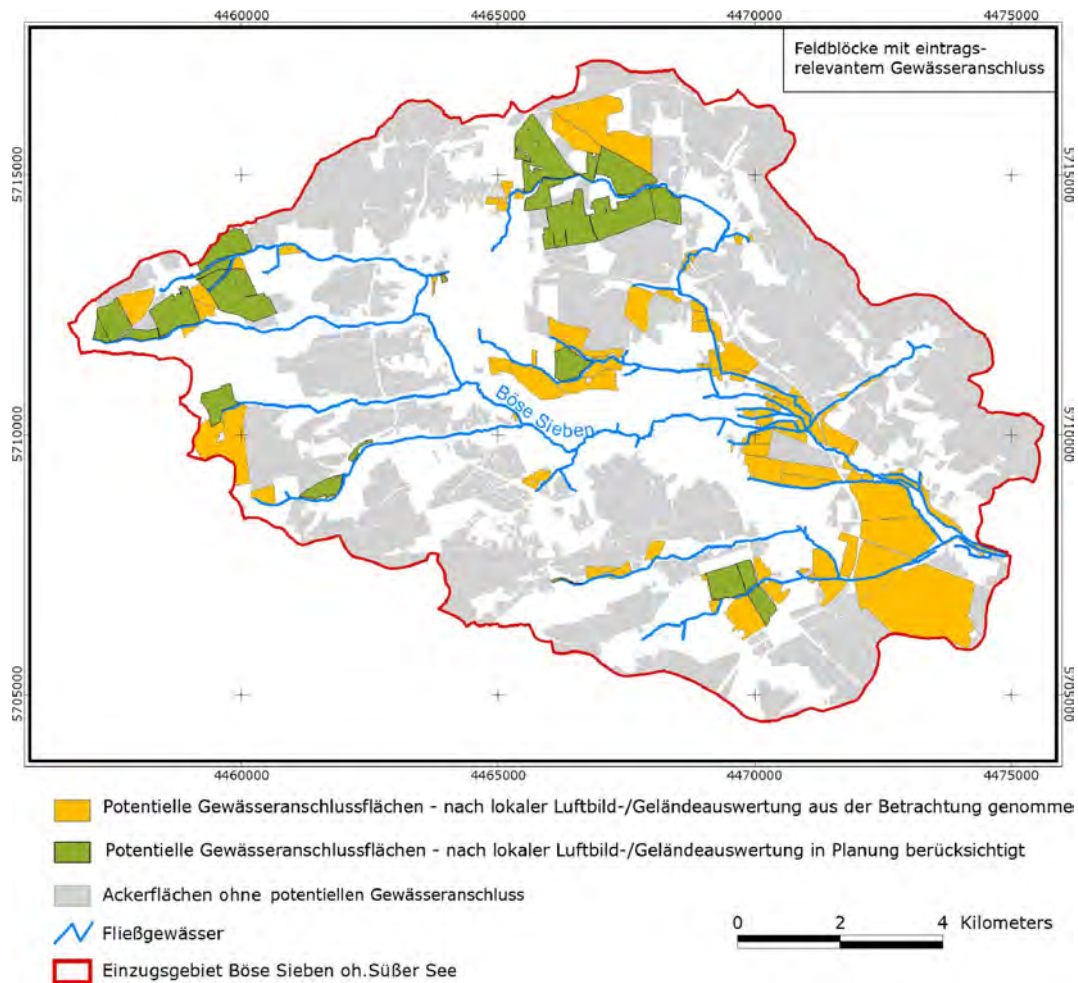 4460000 4465000 4470000 4475000
Feldblöcke mit eintrags-
relevantem Gewässeranschluss
5715000 5715000
5710000 5710000
Böse Sieben
5705000 5705000
4460000 4465000 4470000 4475000
Potentielle Gewässeranschlussflächen - nach lokaler Luftbild-/Geländeauswertung aus der Betrachtung genomme
Potentielle Gewässeranschlussflächen - nach lokaler Luftbild-/Geländeauswertung in Planung berücksichtigt
Ackerflächen ohne potentiellen Gewässeranschluss
Fließgewässer
0 2 4 Kilometers
Einzugsgebiet Böse Sieben oh.Süßer See